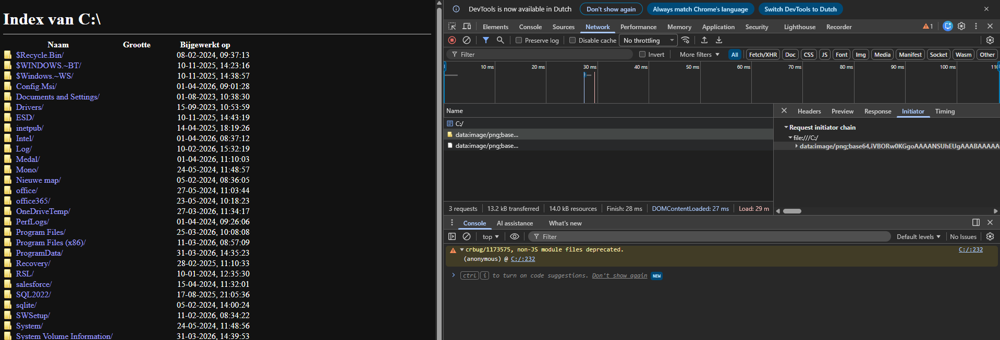 Index van C:\
Naam Grootte Bijgewerkt op
$Recycle.Bin/ 08-02-2024, 09:37:13
$WINDOWS.~BT/ 10-11-2025, 14:23:16
$Windows.~WS/ 10-11-2025, 14:38:57
Config.Msi/ 01-04-2026, 09:01:28
Documents and Settings/ 01-08-2023, 10:38:30
Drivers/ 15-09-2023, 10:53:59
ESD/ 10-11-2025, 14:43:19
inetpub/ 14-04-2025, 18:19:26
Intel/ 01-04-2026, 08:37:12
Log/ 10-02-2026, 15:32:19
Medal/ 01-04-2026, 11:10:03
Mono/ 24-05-2024, 11:48:57
Nieuwe map/ 05-02-2024, 08:36:05
office/ 27-05-2024, 11:03:44
office365/ 23-05-2024, 10:18:23
OneDriveTemp/ 27-03-2026, 11:34:17
PerfLogs/ 01-04-2024, 09:26:06
Program Files/ 25-03-2026, 10:08:08
Program Files (x86)/ 11-03-2026, 08:57:09
ProgramData/ 31-03-2026, 14:35:23
Recovery/ 28-02-2025, 11:10:33
RSL/ 10-01-2024, 12:35:30
salesforce/ 15-04-2024, 11:32:01
SQL2022/ 17-08-2025, 21:05:36
sqlite/ 05-02-2024, 14:00:24
SWSetup/ 11-02-2026, 08:34:22
System/ 24-05-2024, 11:48:56
System Volume Information/ 31-03-2026, 14:39:53
DevTools is now available in Dutch Don't show again Always match Chrome's language Switch DevTools to Dutch
Elements Console Sources Network Performance Memory Application Security Lighthouse Recorder 1
Preserve log Disable cache No throttling
Filter Invert More filters All Fetch/XHR Doc CSS JS Font Img Media Manifest Socket Wasm Other
10 ms 20 ms 30 ms 40 ms 50 ms 60 ms 70 ms 80 ms 90 ms 100 ms
Name
C:/
data:image/png;base...
data:image/png;base...
Headers Preview Response Initiator Timing
Request initiator chain
file:///C:/
data:image/png;base64,iVBORw0KGgoAAAANSUhEUgAAABAAAAA
3 requests 13.2 kB transferred 14.0 kB resources Finish: 28 ms DOMContentLoaded: 27 ms Load: 29 m
Console AI assistance What's new
top Filter Default levels No Issues
crbug/1173575, non-JS module files deprecated. C:/:232
(anonymous) @ C:/:232
ctrl i to turn on code suggestions. Don't show again NEW